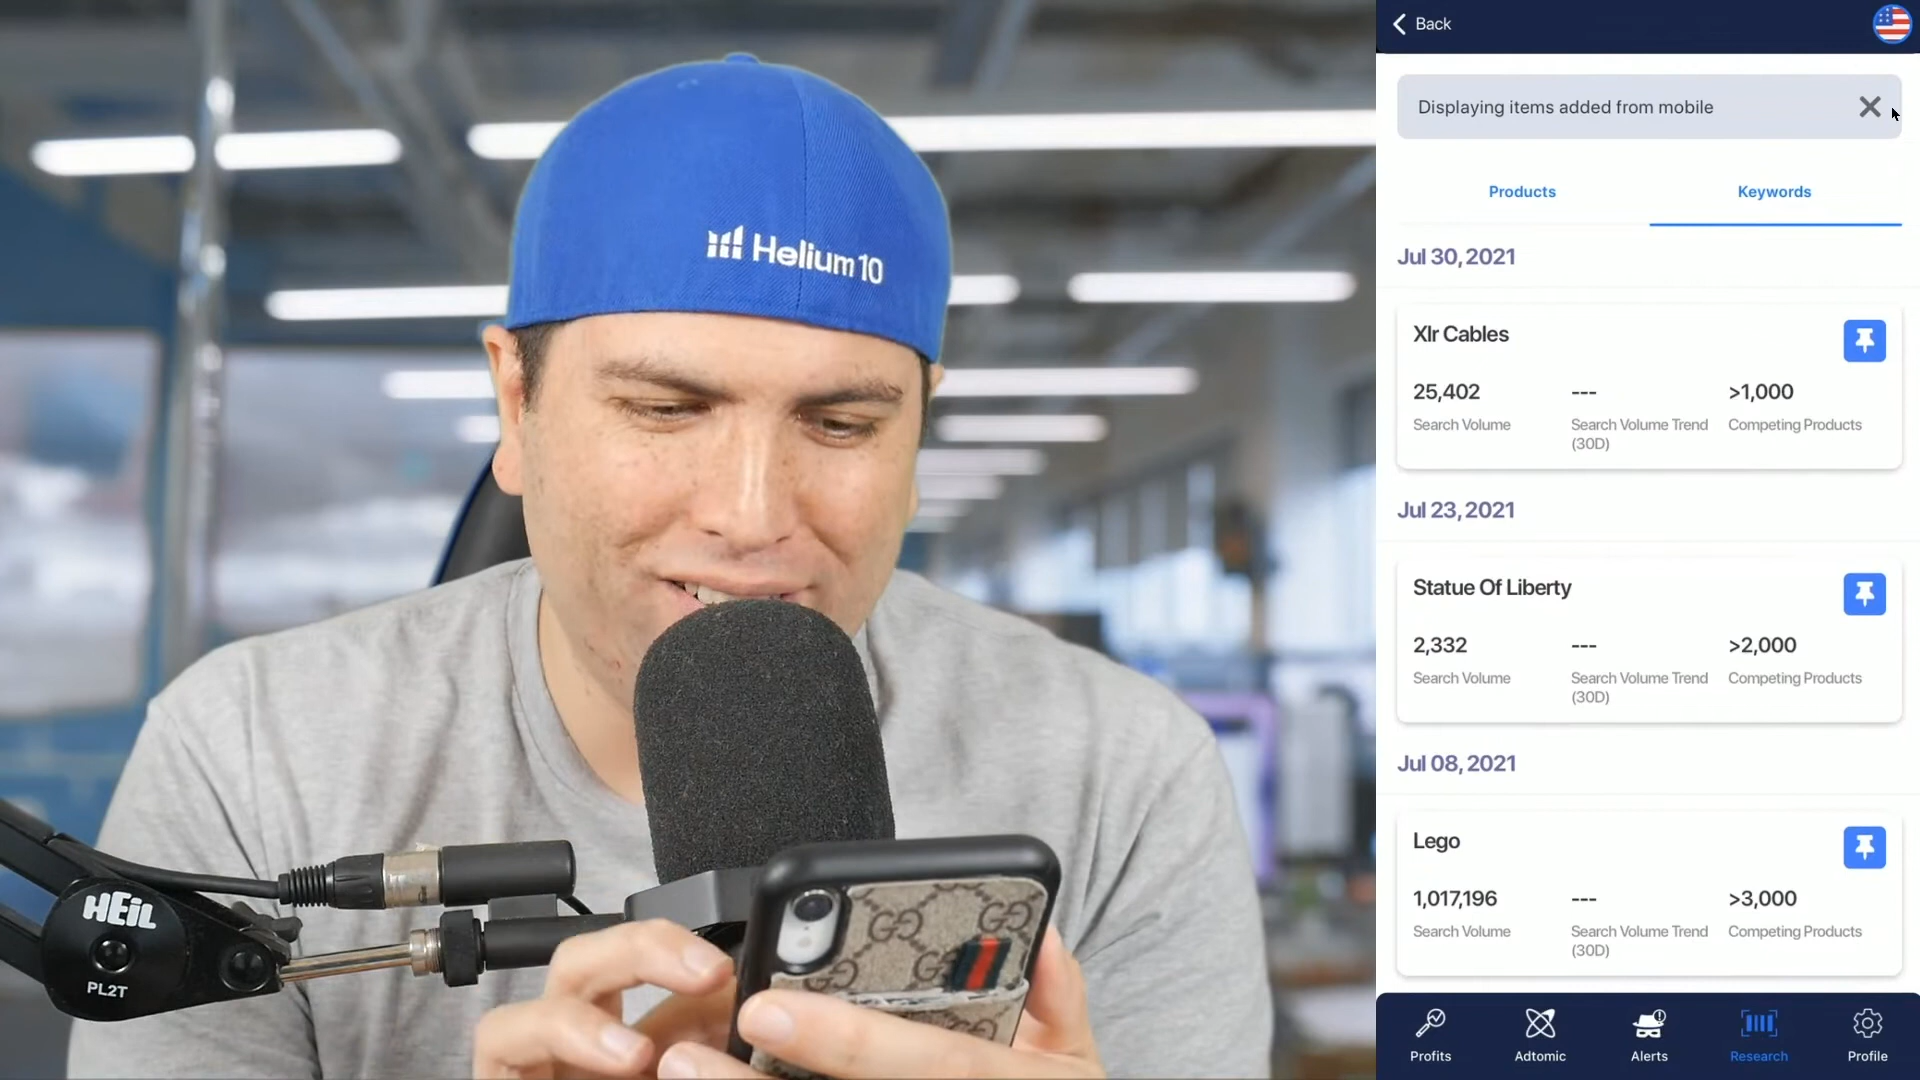 Helium 10
HEiL
PL2T
Back
Displaying items added from mobile
Products
Keywords
Jul 30, 2021
Xlr Cables
25,402
---
>1,000
Search Volume
Search Volume Trend
(30D)
Competing Products
Jul 23, 2021
Statue Of Liberty
2,332
---
>2,000
Search Volume
Search Volume Trend
(30D)
Competing Products
Jul 08, 2021
Lego
1,017,196
---
>3,000
Search Volume
Search Volume Trend
(30D)
Competing Products
Profits
Adtomic
Alerts
Research
Profile